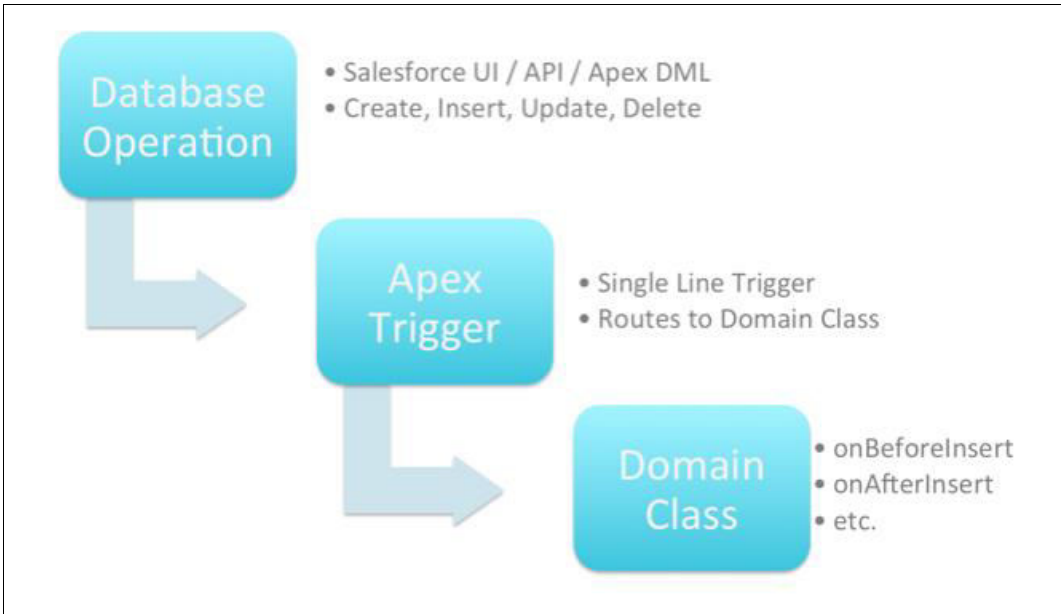 Database
Operation
• Salesforce UI / API / Apex DML
• Create, Insert, Update, Delete
Apex
Trigger
• Single Line Trigger
• Routes to Domain Class
Domain
Class
• onBeforeInsert
• onAfterInsert
• etc.